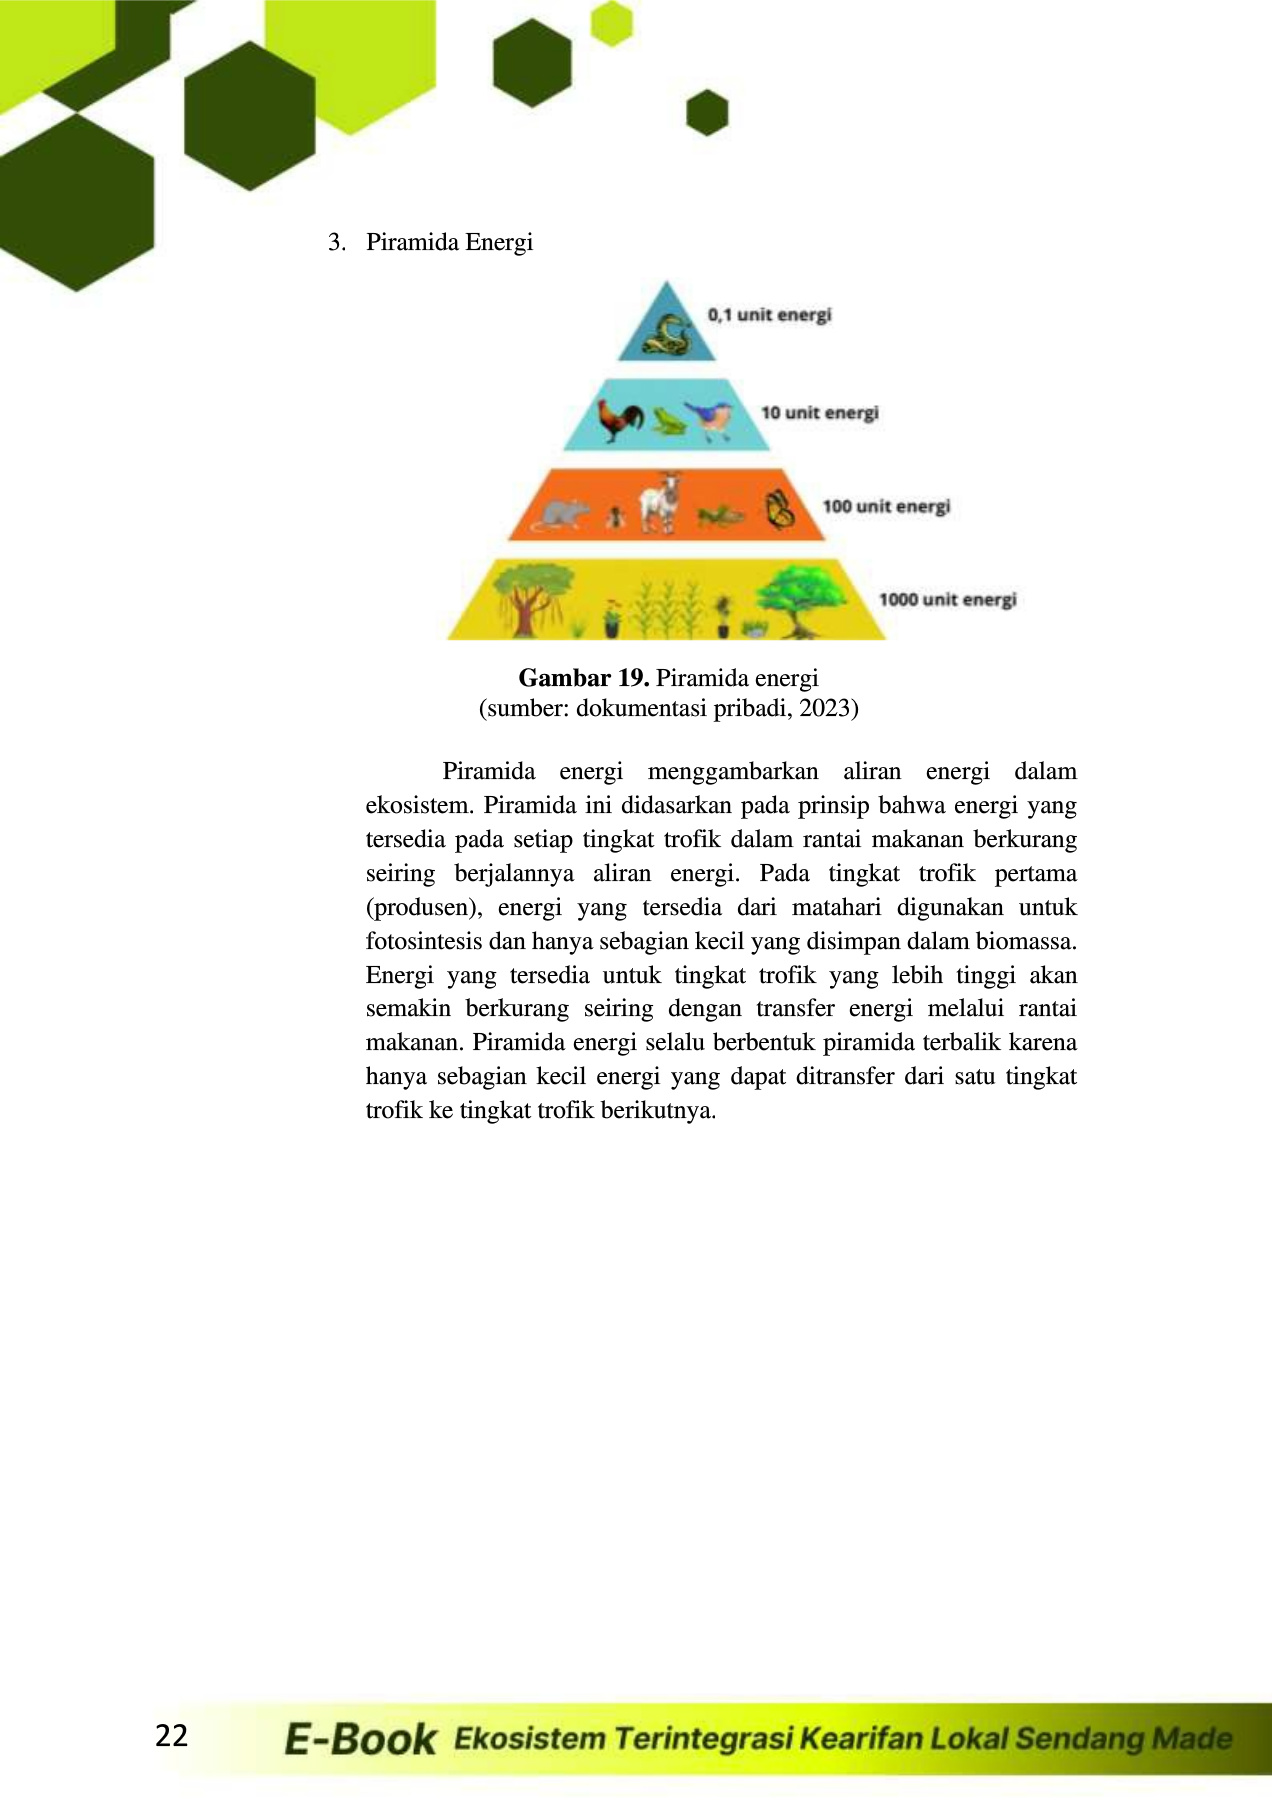 3. Piramida Energi
0,1 unit energi
10 unit energi
100 unit energi
1000 unit energi
Gambar 19. Piramida energi
(sumber: dokumentasi pribadi, 2023)
Piramida energi menggambarkan aliran energi dalam
ekosistem. Piramida ini didasarkan pada prinsip bahwa energi yang
tersedia pada setiap tingkat trofik dalam rantai makanan berkurang
seiring berjalannya aliran energi. Pada tingkat trofik pertama
(produsen), energi yang tersedia dari matahari digunakan untuk
fotosintesis dan hanya sebagian kecil yang disimpan dalam biomassa.
Energi yang tersedia untuk tingkat trofik yang lebih tinggi akan
semakin berkurang seiring dengan transfer energi melalui rantai
makanan. Piramida energi selalu berbentuk piramida terbalik karena
hanya sebagian kecil energi yang dapat ditransfer dari satu tingkat
trofik ke tingkat trofik berikutnya.
22
E-Book Ekosistem Terintegrasi Kearifan Lokal Sendang Made